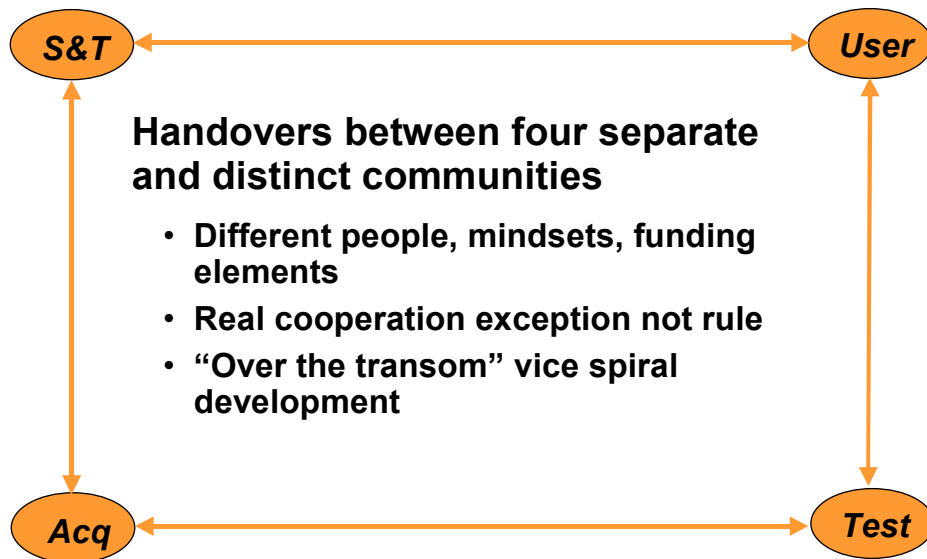 S&T
User
Handovers between four separate
and distinct communities
• Different people, mindsets, funding
elements
• Real cooperation exception not rule
• “Over the transom” vice spiral
development
Acq
Test